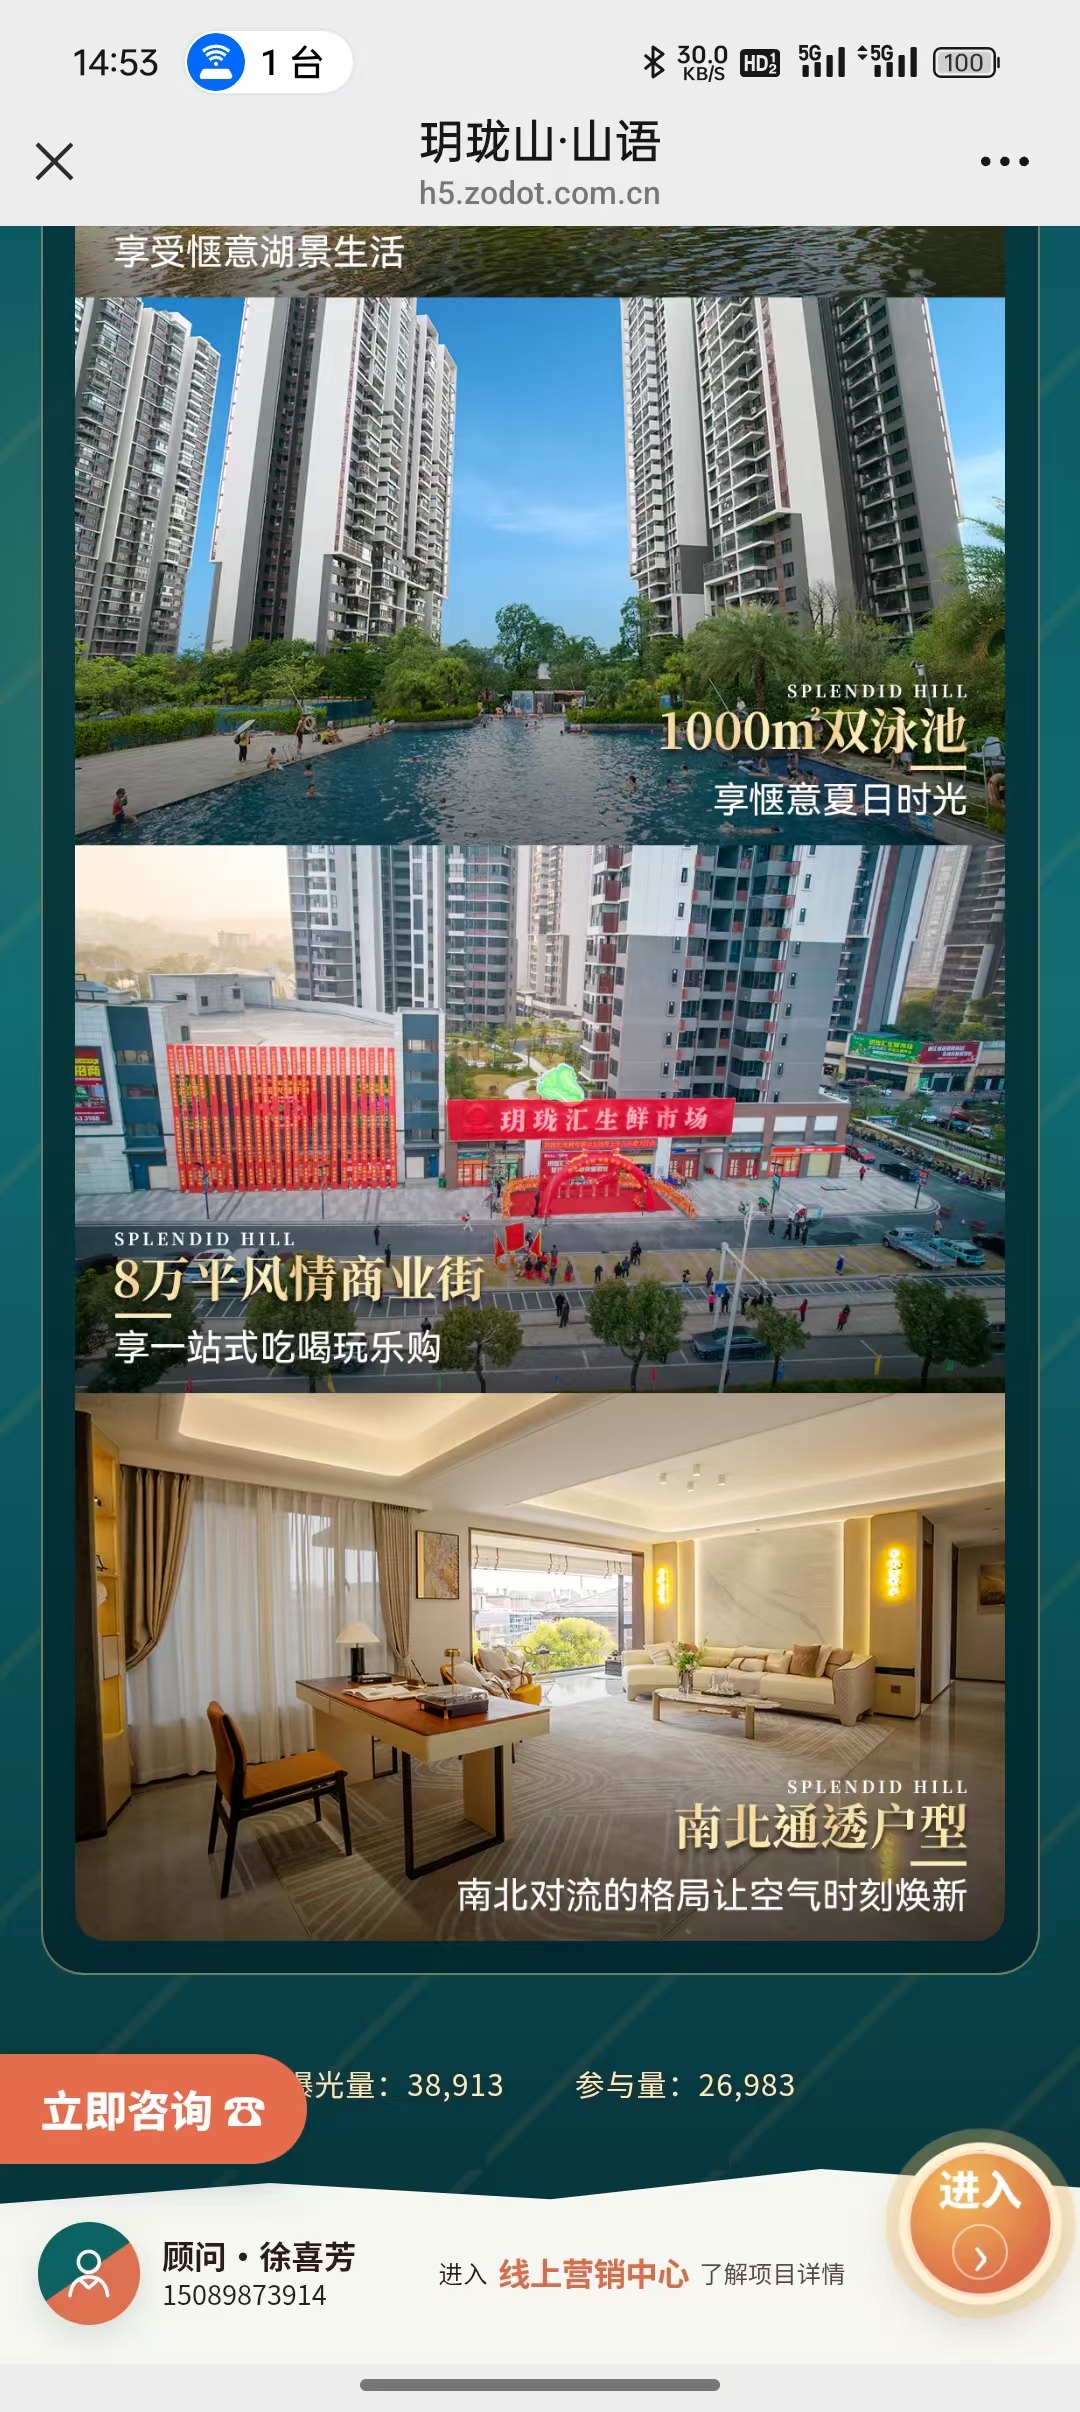 14:53
1 台
30.0
KB/S
HD
5G
5G
100
玥珑山·山语
h5.zodot.com.cn
享受惬意湖景生活
SPLENDID HILL
1000㎡双泳池
享惬意夏日时光
玥珑汇生鲜市场
SPLENDID HILL
8万平风情商业街
享一站式吃喝玩乐购
SPLENDID HILL
南北通透户型
南北对流的格局让空气时刻焕新
立即咨询
曝光量：38,913
参与量：26,983
进入
顾问·徐喜芳
15089873914
进入 线上营销中心 了解项目详情